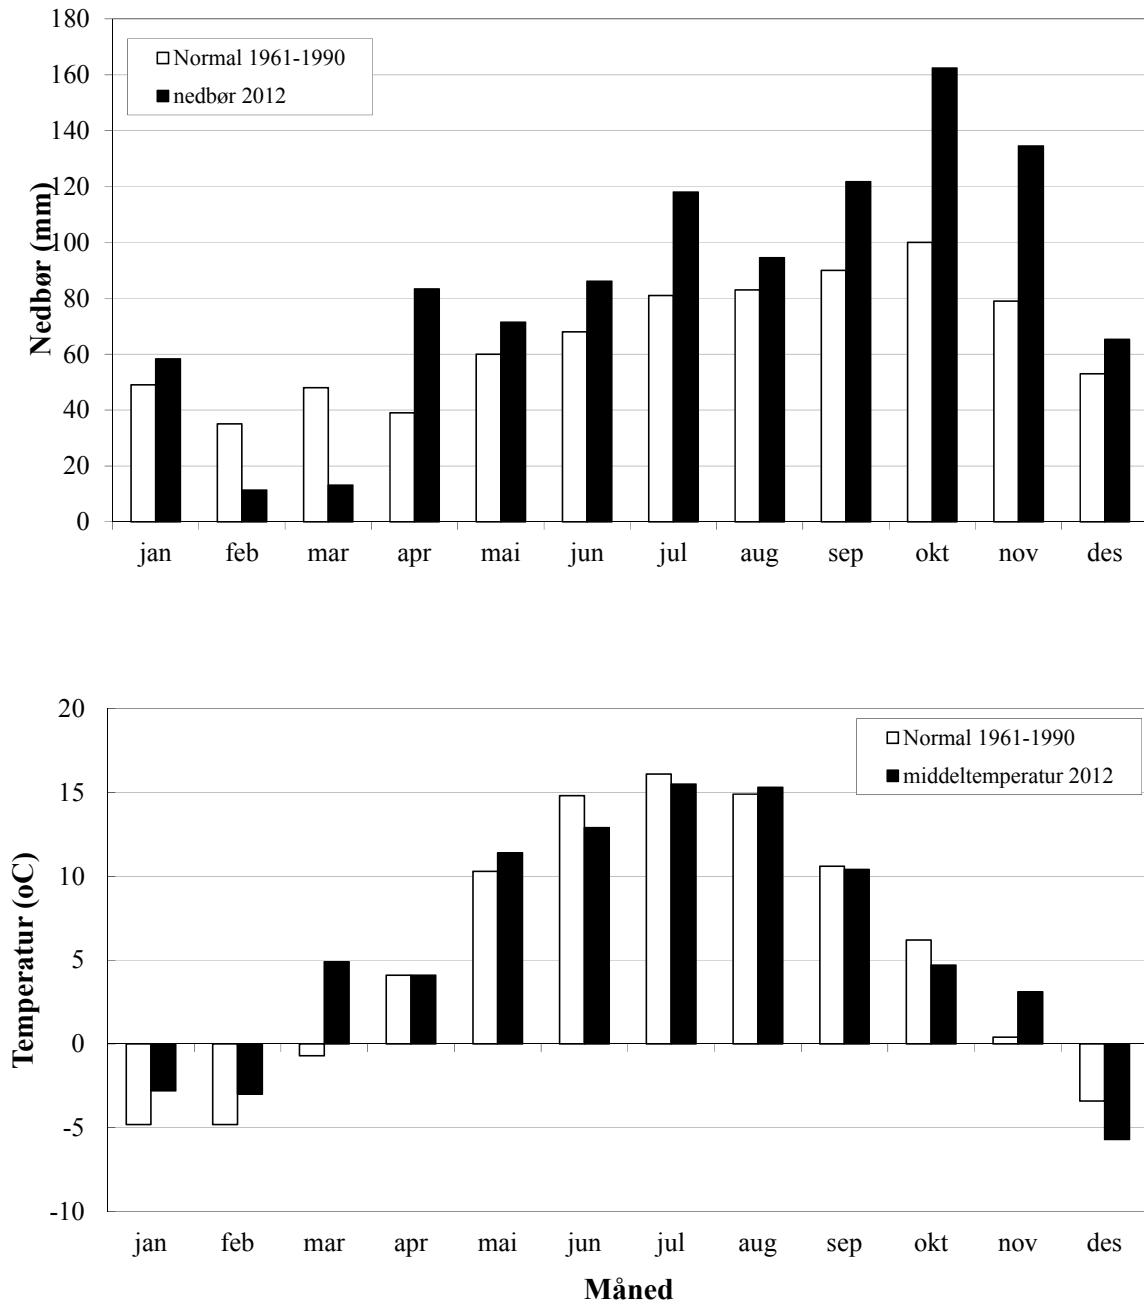 180
160
140
120
100
80
60
40
20
0
Nedbør (mm)
Normal 1961-1990
nedbør 2012
jan feb mar apr mai jun jul aug sep okt nov des
20
15
10
5
0
-5
-10
Temperatur (oC)
Normal 1961-1990
middeltemperatur 2012
jan feb mar apr mai jun jul aug sep okt nov des
Måned